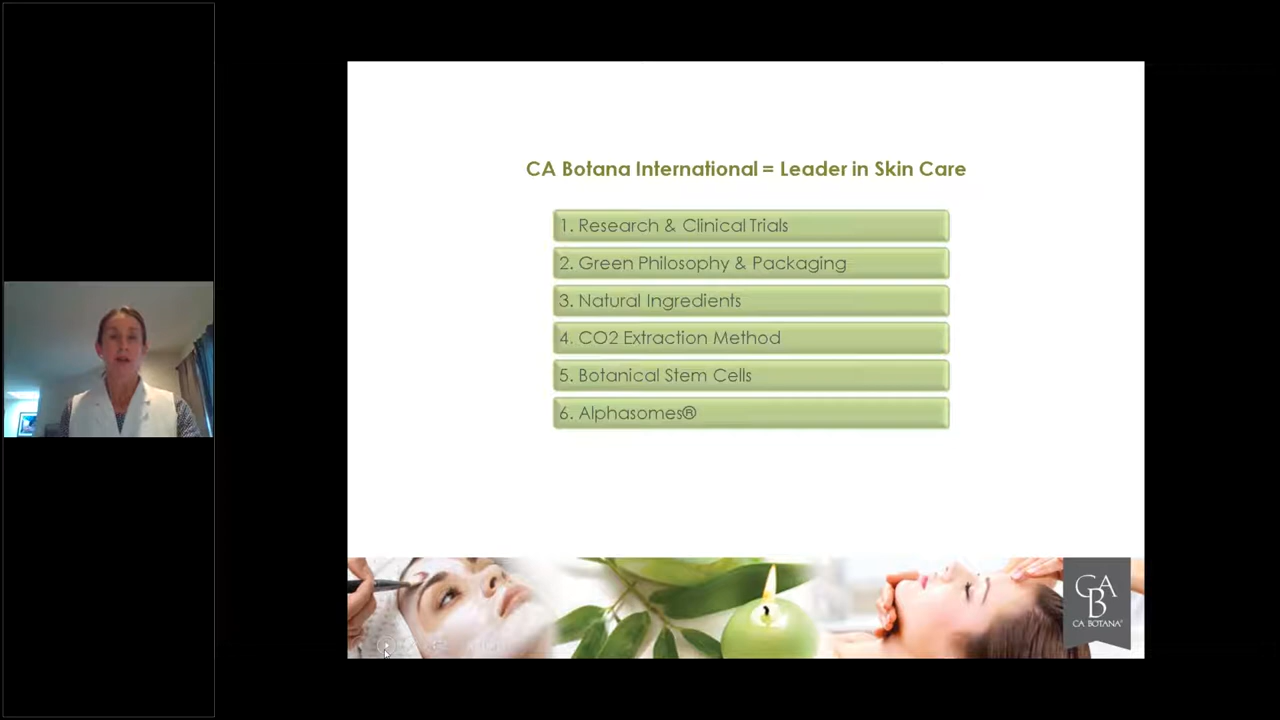 CA Botana International = Leader in Skin Care
1. Research & Clinical Trials
2. Green Philosophy & Packaging
3. Natural Ingredients
4. CO2 Extraction Method
5. Botanical Stem Cells
6. Alphasomes®
CA
B
CA BOTANA®